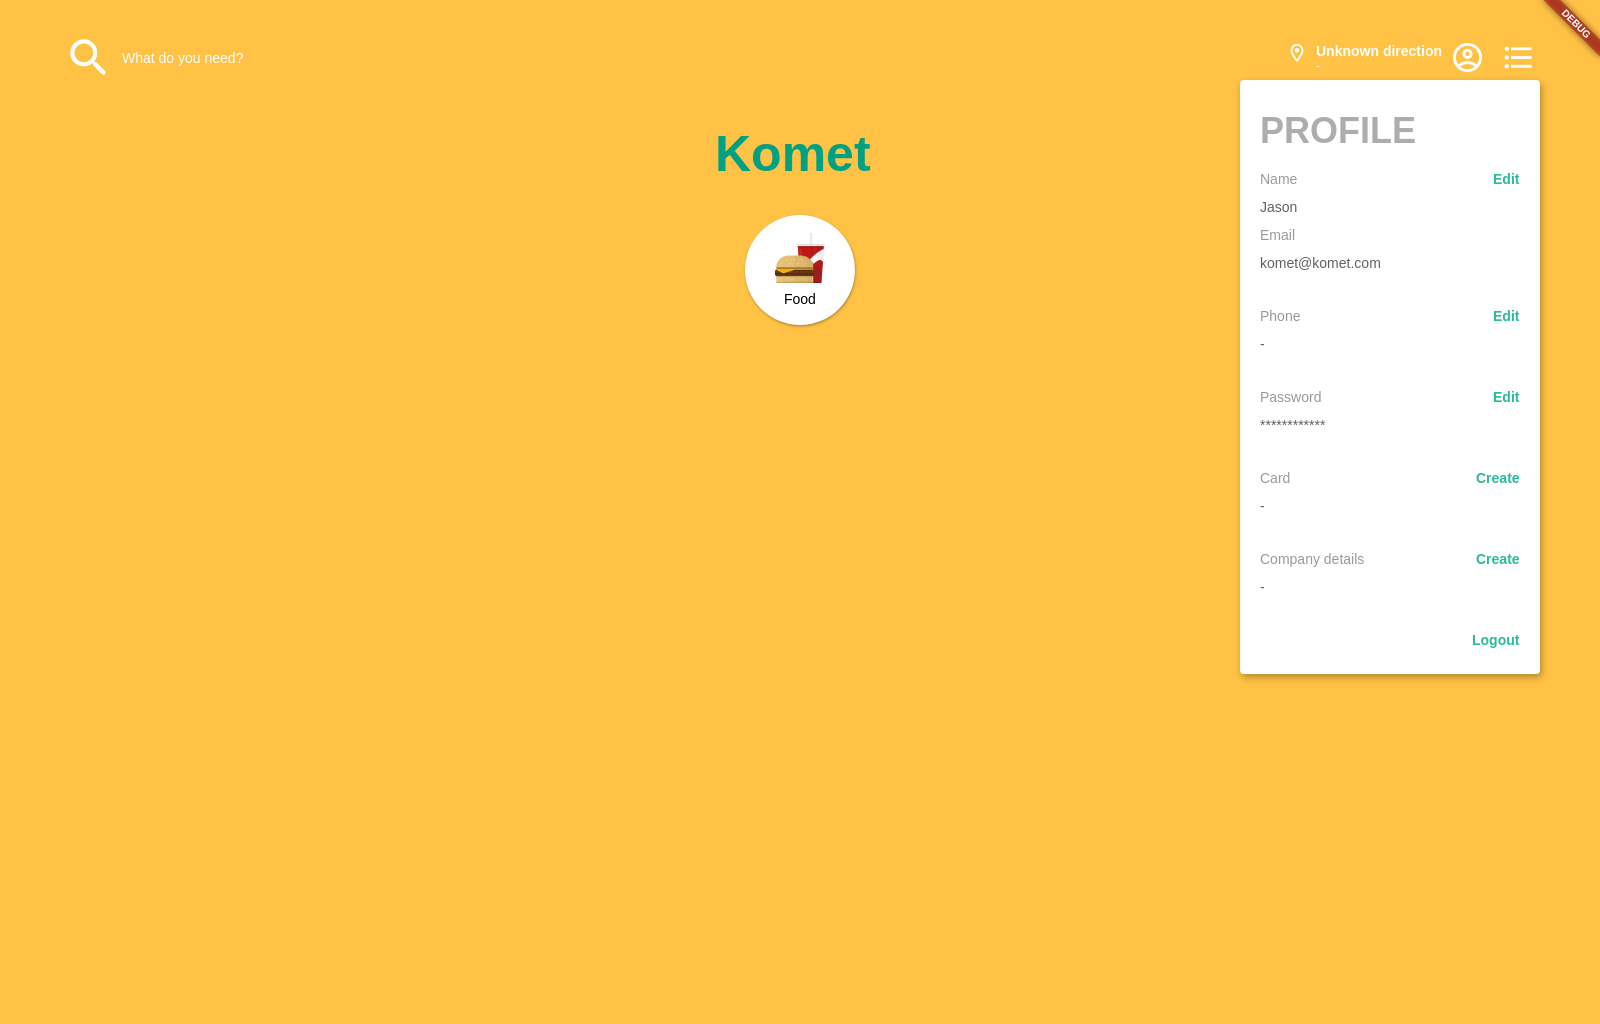 DEBUG
What do you need?
Unknown direction
-
Komet
Food
PROFILE
Name Edit
Jason
Email
komet@komet.com
Phone Edit
-
Password Edit
************
Card Create
-
Company details Create
-
Logout